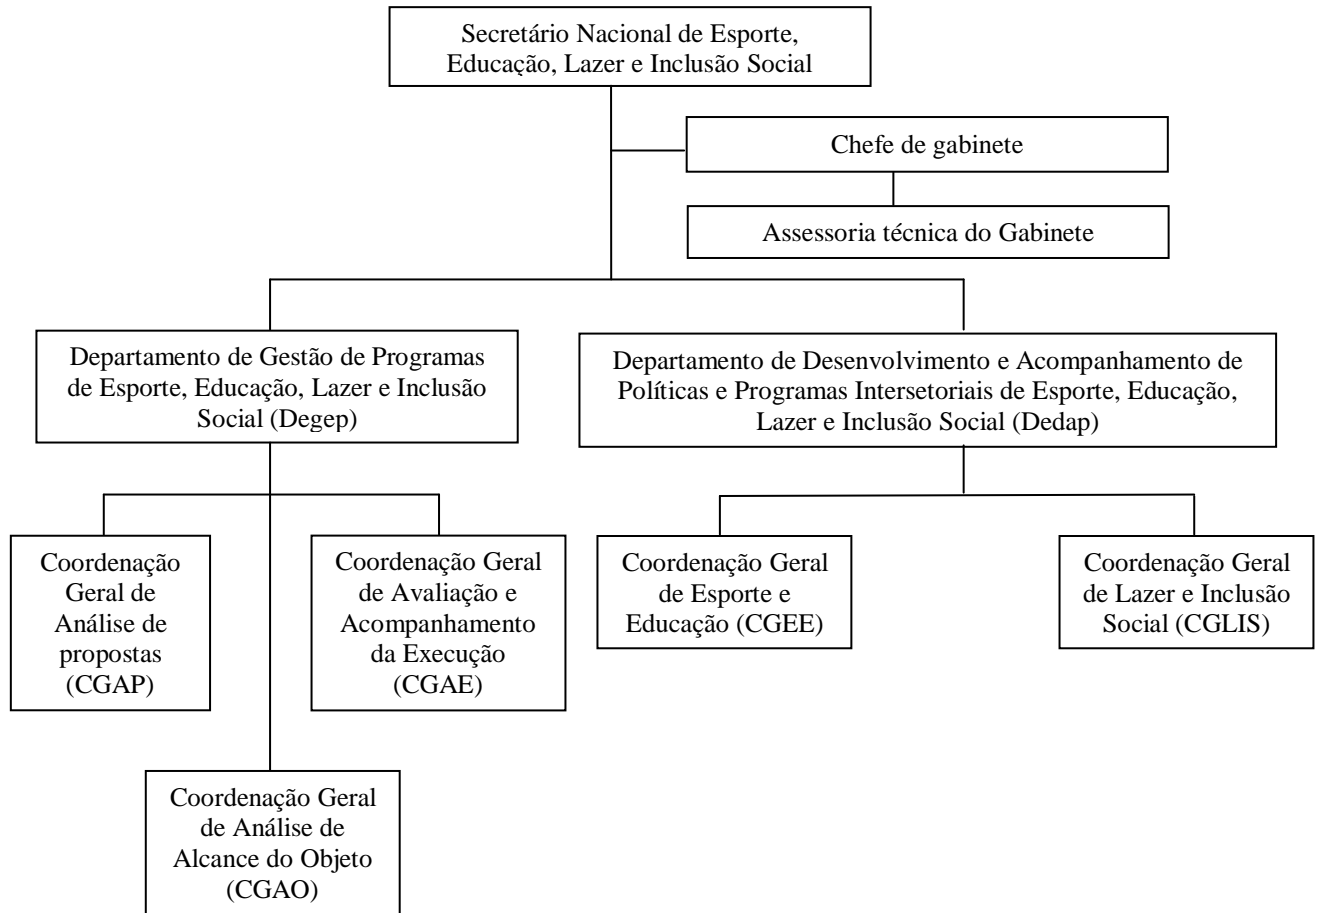 Secretário Nacional de Esporte,
Educação, Lazer e Inclusão Social
Chefe de gabinete
Assessoria técnica do Gabinete
Departamento de Gestão de Programas
de Esporte, Educação, Lazer e Inclusão
Social (Degep)
Departamento de Desenvolvimento e Acompanhamento de
Políticas e Programas Intersetoriais de Esporte, Educação,
Lazer e Inclusão Social (Dedap)
Coordenação
Geral de
Análise de
propostas
(CGAP)
Coordenação Geral
de Avaliação e
Acompanhamento
da Execução
(CGAE)
Coordenação Geral
de Esporte e
Educação (CGEE)
Coordenação Geral
de Lazer e Inclusão
Social (CGLIS)
Coordenação Geral
de Análise de
Alcance do Objeto
(CGAO)